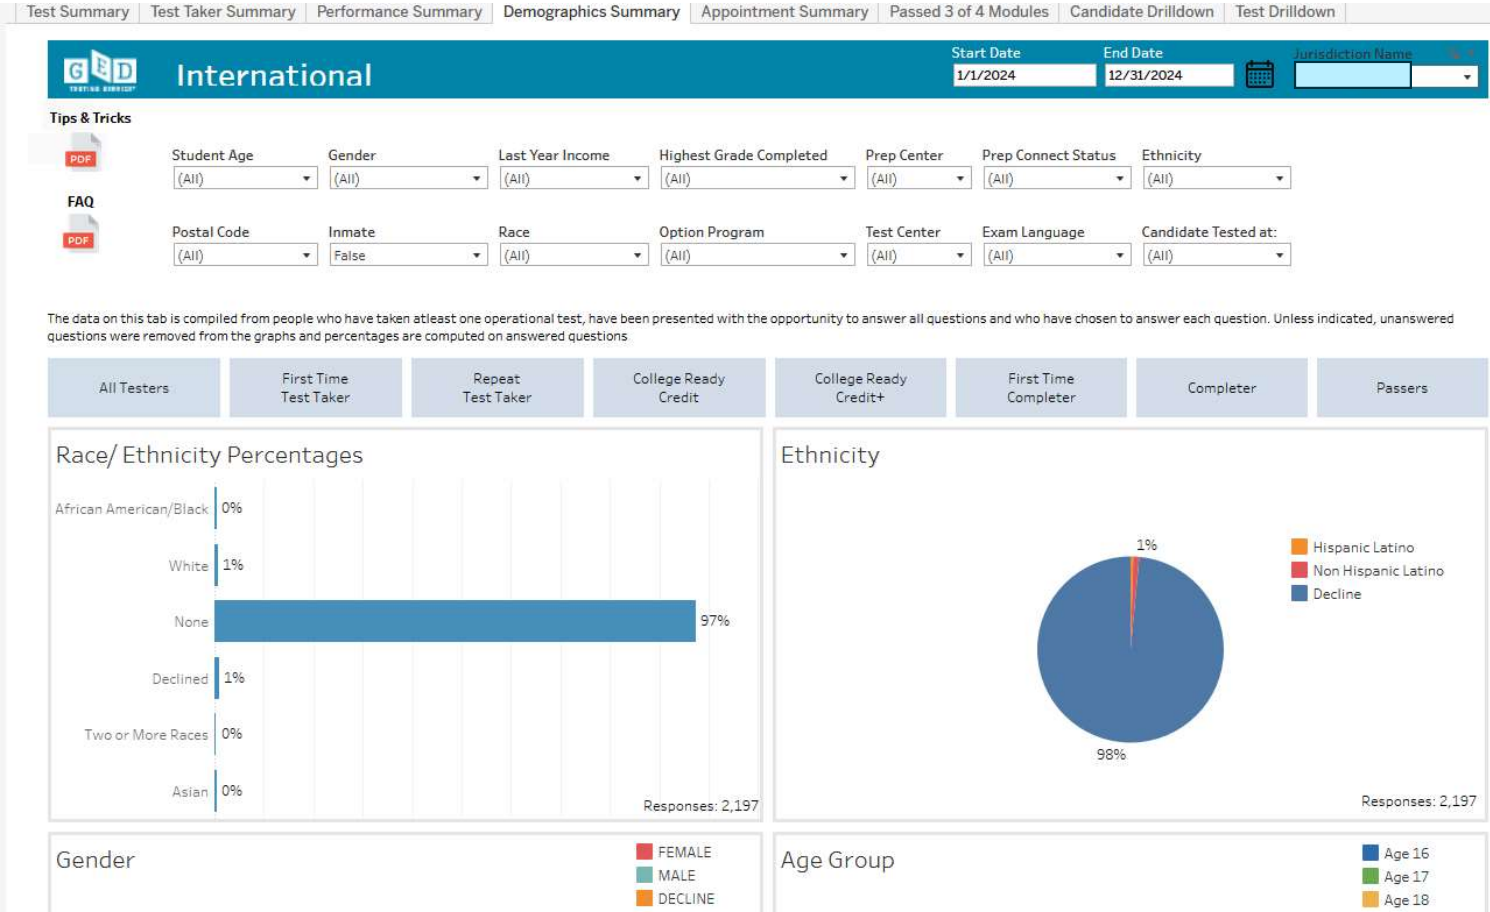 Test Summary Test Taker Summary Performance Summary Demographics Summary Appointment Summary Passed 3 of 4 Modules Candidate Drilldown Test Drilldown
GED
TESTING SERVICE
International
Start Date
End Date
Jurisdiction Name
1/1/2024
12/31/2024
Tips & Tricks
PDF
FAQ
PDF
Student Age Gender Last Year Income Highest Grade Completed Prep Center Prep Connect Status Ethnicity
(All) (All) (All) (All) (All) (All) (All)
Postal Code Inmate Race Option Program Test Center Exam Language Candidate Tested at:
(All) False (All) (All) (All) (All) (All)
The data on this tab is compiled from people who have taken atleast one operational test, have been presented with the opportunity to answer all questions and who have chosen to answer each question. Unless indicated, unanswered
questions were removed from the graphs and percentages are computed on answered questions
All Testers
First Time
Test Taker
Repeat
Test Taker
College Ready
Credit
College Ready
Credit+
First Time
Completer
Completer
Passers
Race/ Ethnicity Percentages
African American/Black 0%
White 1%
None 97%
Declined 1%
Two or More Races 0%
Asian 0%
Responses: 2,197
Ethnicity
1%
98%
Hispanic Latino
Non Hispanic Latino
Decline
Responses: 2,197
Gender
FEMALE
MALE
DECLINE
Age Group
Age 16
Age 17
Age 18